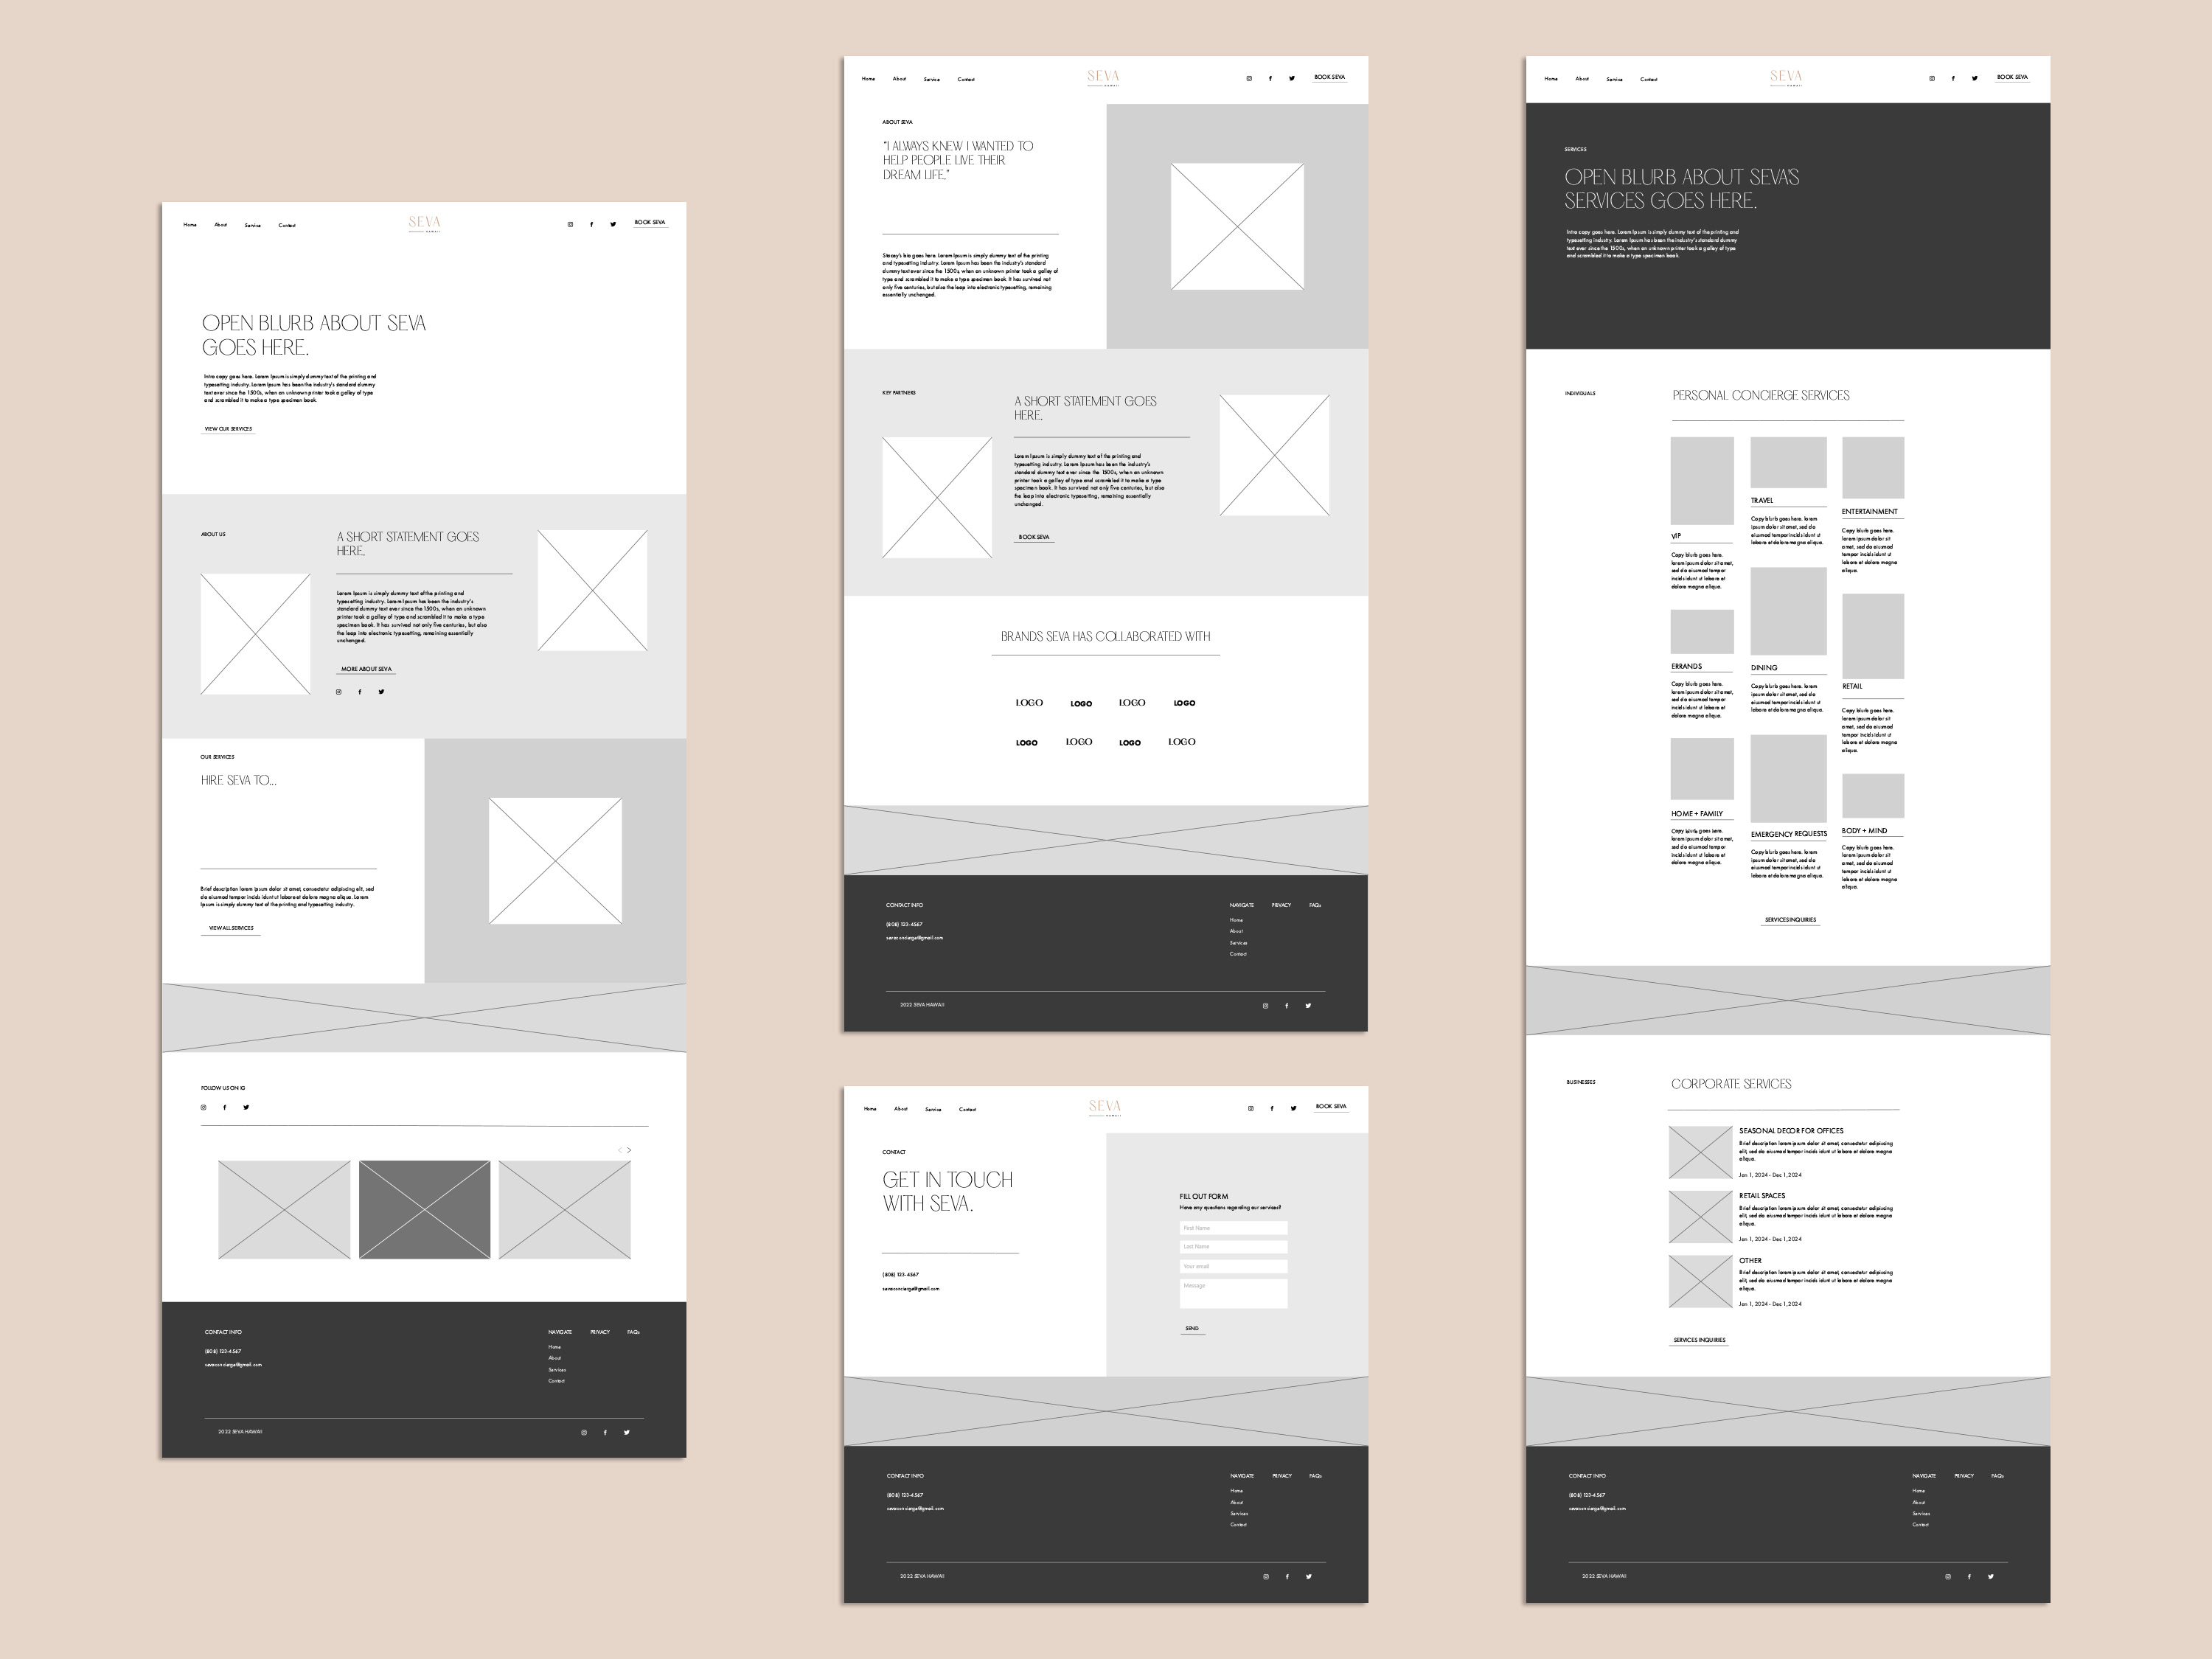 Home About Service Contact
SEVA
HAWAII
BOOK SEVA
OPEN BLURB ABOUT SEVA
GOES HERE.
Intro copy goes here. Lorem Ipsum is simply dummy text of the printing and
typesetting industry. Lorem Ipsum has been the industry's standard dummy
text ever since the 1500s, when an unknown printer took a galley of type
and scrambled it to make a type specimen book.
VIEW OUR SERVICES
ABOUT US
A SHORT STATEMENT GOES
HERE.
Lorem Ipsum is simply dummy text of the printing and
typesetting industry. Lorem Ipsum has been the industry's
standard dummy text ever since the 1500s, when an unknown
printer took a galley of type and scrambled it to make a type
specimen book. It has survived not only five centuries, but also
the leap into electronic typesetting, remaining essentially
unchanged.
MORE ABOUT SEVA
OUR SERVICES
HIRE SEVA TO...
Brief description lorem ipsum dolor sit amet, consectetur adipiscing elit, sed
do eiusmod tempor incids idunt ut labore et dolore magna aliqua. Lorem
Ipsum is simply dummy text of the printing and typesetting industry.
VIEW ALL SERVICES
FOLLOW US ON IG
CONTACT INFO
(808) 123-4567
sevaconcierge@gmail.com
NAVIGATE PRIVACY FAQs
Home
About
Services
Contact
2022 SEVA HAWAII
Home About Service Contact
SEVA
HAWAII
BOOK SEVA
ABOUT SEVA
"I ALWAYS KNEW I WANTED TO
HELP PEOPLE LIVE THEIR
DREAM LIFE."
Stacey's bio goes here. Lorem Ipsum is simply dummy text of the printing
and typesetting industry. Lorem Ipsum has been the industry's standard
dummy text ever since the 1500s, when an unknown printer took a galley of
type and scrambled it to make a type specimen book. It has survived not
only five centuries, but also the leap into electronic typesetting, remaining
essentially unchanged.
KEY PARTNERS
A SHORT STATEMENT GOES
HERE.
Lorem Ipsum is simply dummy text of the printing and
typesetting industry. Lorem Ipsum has been the industry's
standard dummy text ever since the 1500s, when an unknown
printer took a galley of type and scrambled it to make a type
specimen book. It has survived not only five centuries, but also
the leap into electronic typesetting, remaining essentially
unchanged.
BOOK SEVA
BRANDS SEVA HAS COLLABORATED WITH
LOGO LOGO LOGO LOGO
LOGO LOGO LOGO LOGO
CONTACT INFO
(808) 123-4567
sevaconcierge@gmail.com
NAVIGATE PRIVACY FAQs
Home
About
Services
Contact
2022 SEVA HAWAII
Home About Service Contact
SEVA
HAWAII
BOOK SEVA
CONTACT
GET IN TOUCH
WITH SEVA.
(808) 123-4567
sevaconcierge@gmail.com
FILL OUT FORM
Have any questions regarding our services?
First Name
Last Name
Your email
Message
SEND
CONTACT INFO
(808) 123-4567
sevaconcierge@gmail.com
NAVIGATE PRIVACY FAQs
Home
About
Services
Contact
2022 SEVA HAWAII
Home About Service Contact
SEVA
HAWAII
BOOK SEVA
SERVICES
OPEN BLURB ABOUT SEVA'S
SERVICES GOES HERE.
Intro copy goes here. Lorem Ipsum is simply dummy text of the printing and
typesetting industry. Lorem Ipsum has been the industry's standard dummy
text ever since the 1500s, when an unknown printer took a galley of type
and scrambled it to make a type specimen book.
INDIVIDUALS
PERSONAL CONCIERGE SERVICES
VIP
Copy blurb goes here.
lorem ipsum dolor sit amet,
sed do eiusmod tempor
incids idunt ut labore et
dolore magna aliqua.
TRAVEL
Copy blurb goes here. lorem
ipsum dolor sit amet, sed do
eiusmod tempor incids idunt ut
labore et dolore magna aliqua.
ENTERTAINMENT
Copy blurb goes here.
lorem ipsum dolor sit
amet, sed do eiusmod
tempor incids idunt ut
labore et dolore magna
aliqua.
ERRANDS
Copy blurb goes here.
lorem ipsum dolor sit amet,
sed do eiusmod tempor
incids idunt ut labore et
dolore magna aliqua.
DINING
Copy blurb goes here. lorem
ipsum dolor sit amet, sed do
eiusmod tempor incids idunt ut
labore et dolore magna aliqua.
RETAIL
Copy blurb goes here.
lorem ipsum dolor sit
amet, sed do eiusmod
tempor incids idunt ut
labore et dolore magna
aliqua.
HOME + FAMILY
Copy blurb goes here.
lorem ipsum dolor sit amet,
sed do eiusmod tempor
incids idunt ut labore et
dolore magna aliqua.
EMERGENCY REQUESTS
Copy blurb goes here. lorem
ipsum dolor sit amet, sed do
eiusmod tempor incids idunt ut
labore et dolore magna aliqua.
BODY + MIND
Copy blurb goes here.
lorem ipsum dolor sit
amet, sed do eiusmod
tempor incids idunt ut
labore et dolore magna
aliqua.
SERVICES INQUIRIES
BUSINESSES
CORPORATE SERVICES
SEASONAL DECOR FOR OFFICES
Brief description lorem ipsum dolor sit amet, consectetur adipiscing
elit, sed do eiusmod tempor incids idunt ut labore et dolore magna
aliqua.
Jan 1, 2024 - Dec 1, 2024
RETAIL SPACES
Brief description lorem ipsum dolor sit amet, consectetur adipiscing
elit, sed do eiusmod tempor incids idunt ut labore et dolore magna
aliqua.
Jan 1, 2024 - Dec 1, 2024
OTHER
Brief description lorem ipsum dolor sit amet, consectetur adipiscing
elit, sed do eiusmod tempor incids idunt ut labore et dolore magna
aliqua.
Jan 1, 2024 - Dec 1, 2024
SERVICES INQUIRIES
CONTACT INFO
(808) 123-4567
sevaconcierge@gmail.com
NAVIGATE PRIVACY FAQs
Home
About
Services
Contact
2022 SEVA HAWAII